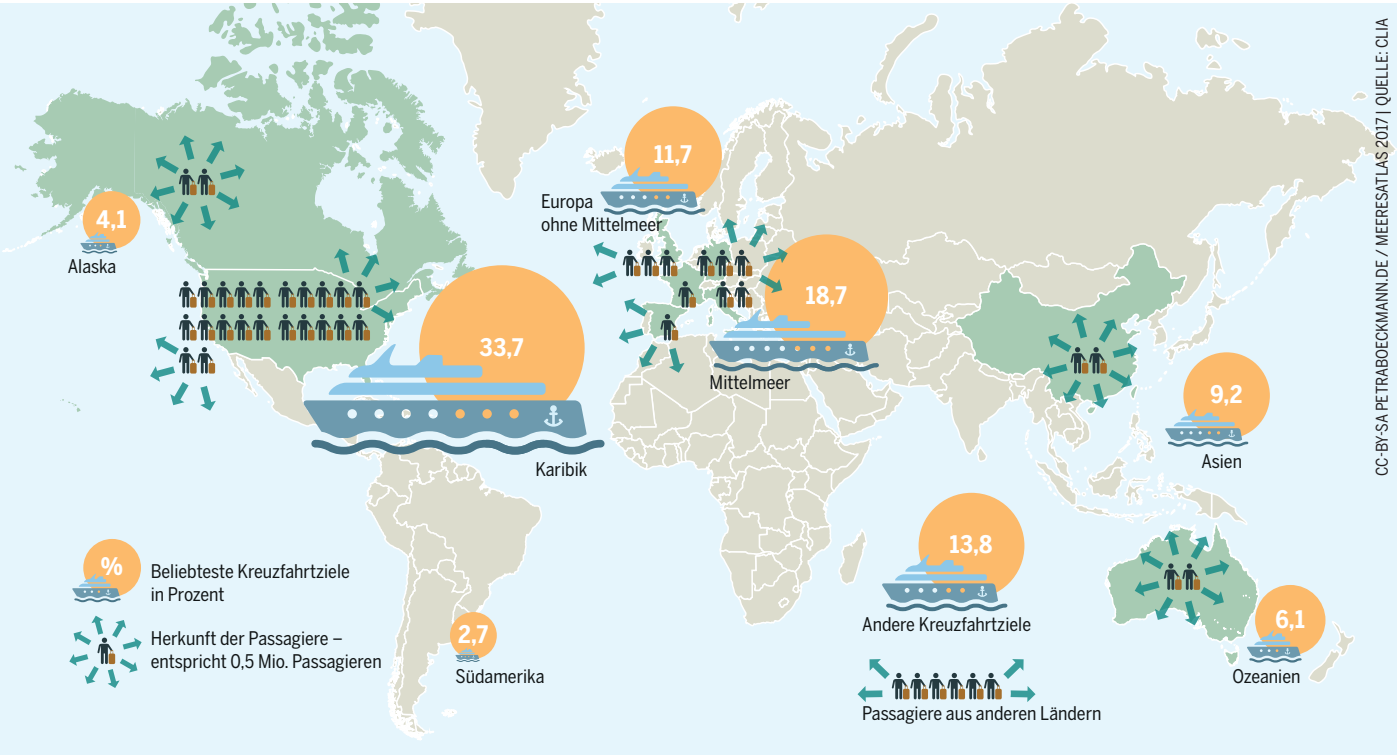 11,7
Europa
ohne Mittelmeer
4,1
Alaska
18,7
Mittelmeer
33,7
Karibik
9,2
Asien
13,8
Andere Kreuzfahrtziele
Passagiere aus anderen Ländern
6,1
Ozeanien
2,7
Südamerika
%
Beliebteste Kreuzfahrtziele
in Prozent
Herkunft der Passagiere –
entspricht 0,5 Mio. Passagieren
CC-BY-SA PETRABOECKMANN.DE / MEERESATLAS 2017 | QUELLE: CLIA